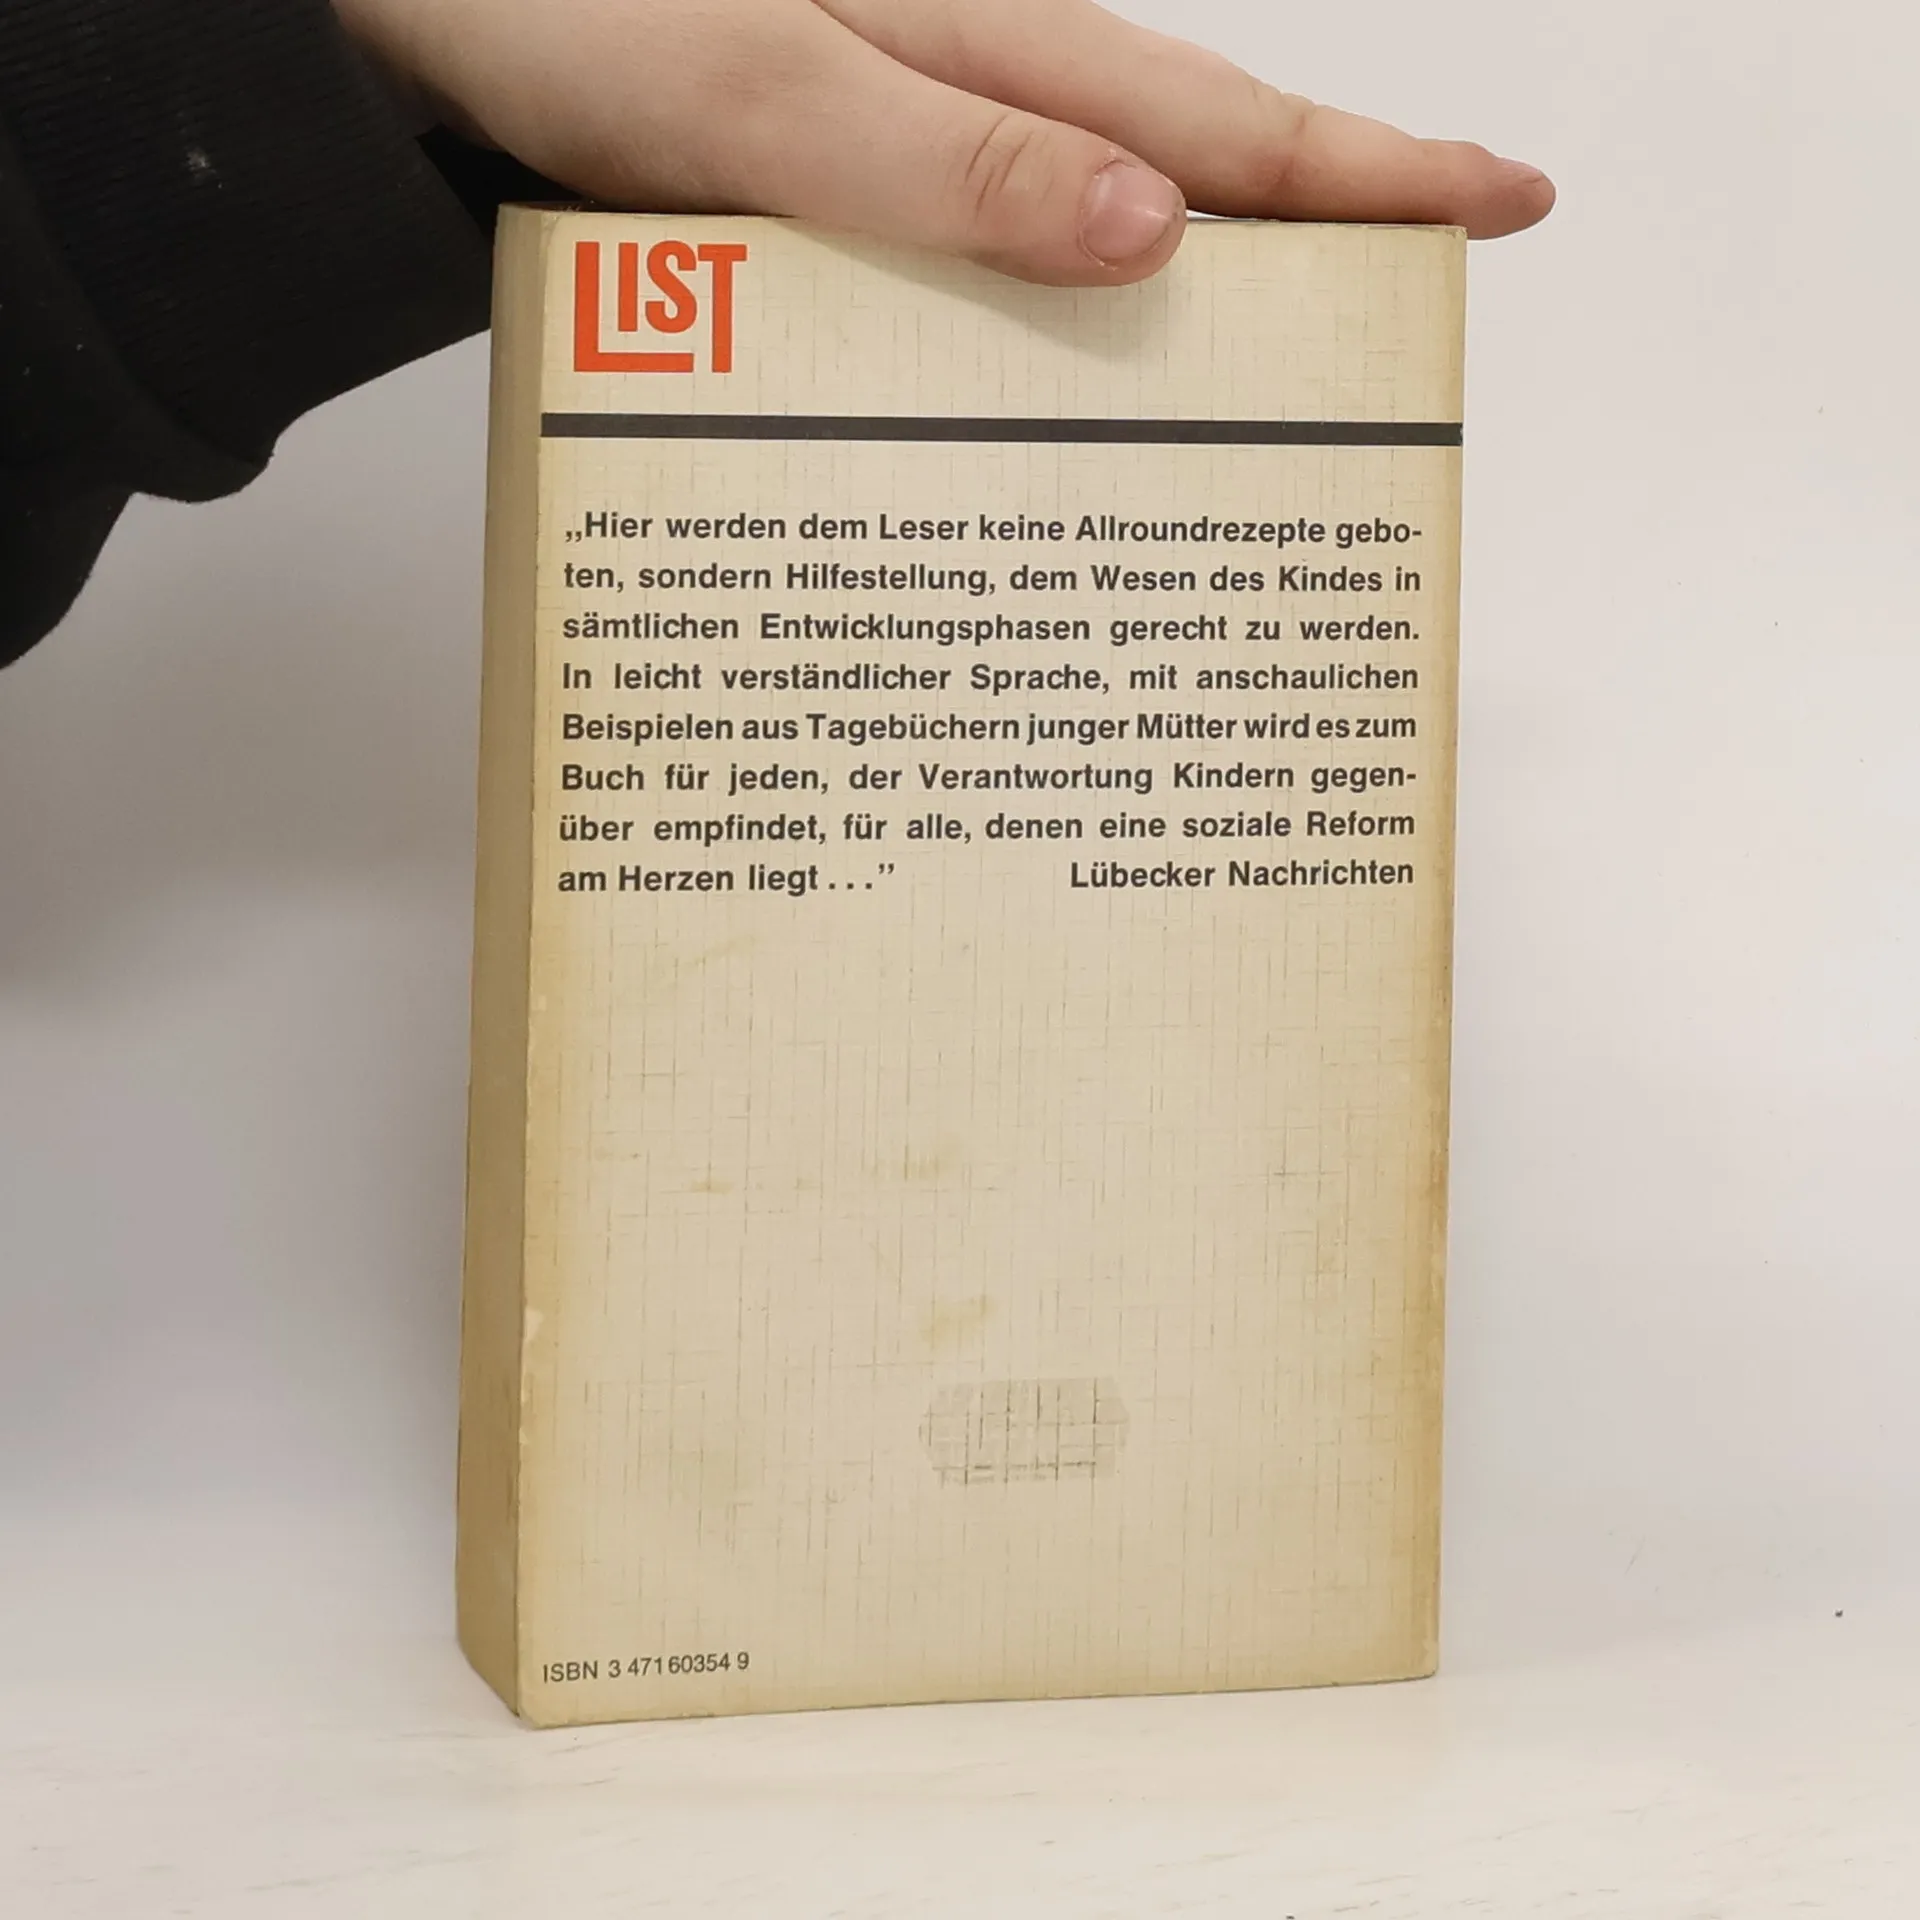 LIST
„Hier werden dem Leser keine Allroundrezepte gebo-
ten, sondern Hilfestellung, dem Wesen des Kindes in
sämtlichen Entwicklungsphasen gerecht zu werden.
In leicht verständlicher Sprache, mit anschaulichen
Beispielen aus Tagebüchern junger Mütter wird es zum
Buch für jeden, der Verantwortung Kindern gegen-
über empfindet, für alle, denen eine soziale Reform
am Herzen liegt . . .” Lübecker Nachrichten
ISBN 3 471 60354 9